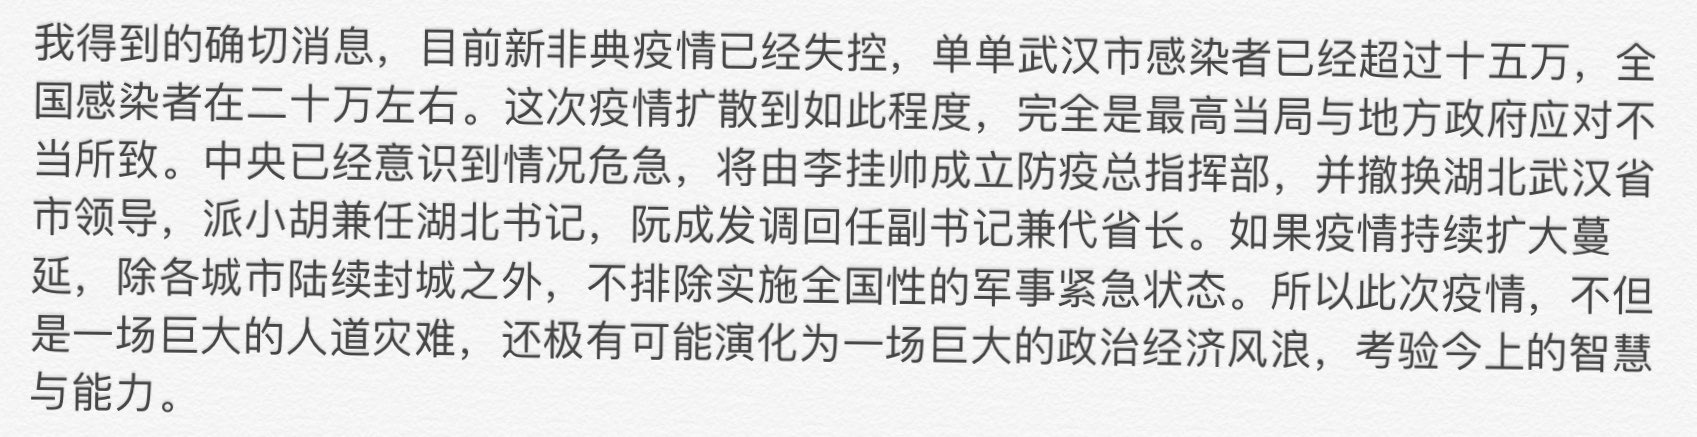 我得到的确切消息，目前新非典疫情已经失控，单单武汉市感染者已经超过十五万，全
国感染者在二十万左右。这次疫情扩散到如此程度，完全是最高当局与地方政府应对不
当所致。中央已经意识到情况危急，将由李挂帅成立防疫总指挥部，并撤换湖北武汉省
市领导，派小胡兼任湖北书记，阮成发调回任副书记兼代省长。如果疫情持续扩大蔓
延，除各城市陆续封城之外，不排除实施全国性的军事紧急状态。所以此次疫情，不但
是一场巨大的人道灾难，还极有可能演化为一场巨大的政治经济风浪，考验今上的智慧
与能力。